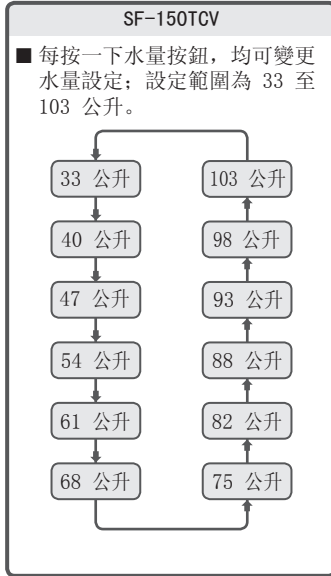 SF-150TCV
■ 每按一下水量按鈕，均可變更
水量設定；設定範圍為 33 至
103 公升。
33 公升
40 公升
47 公升
54 公升
61 公升
68 公升
75 公升
82 公升
88 公升
93 公升
98 公升
103 公升